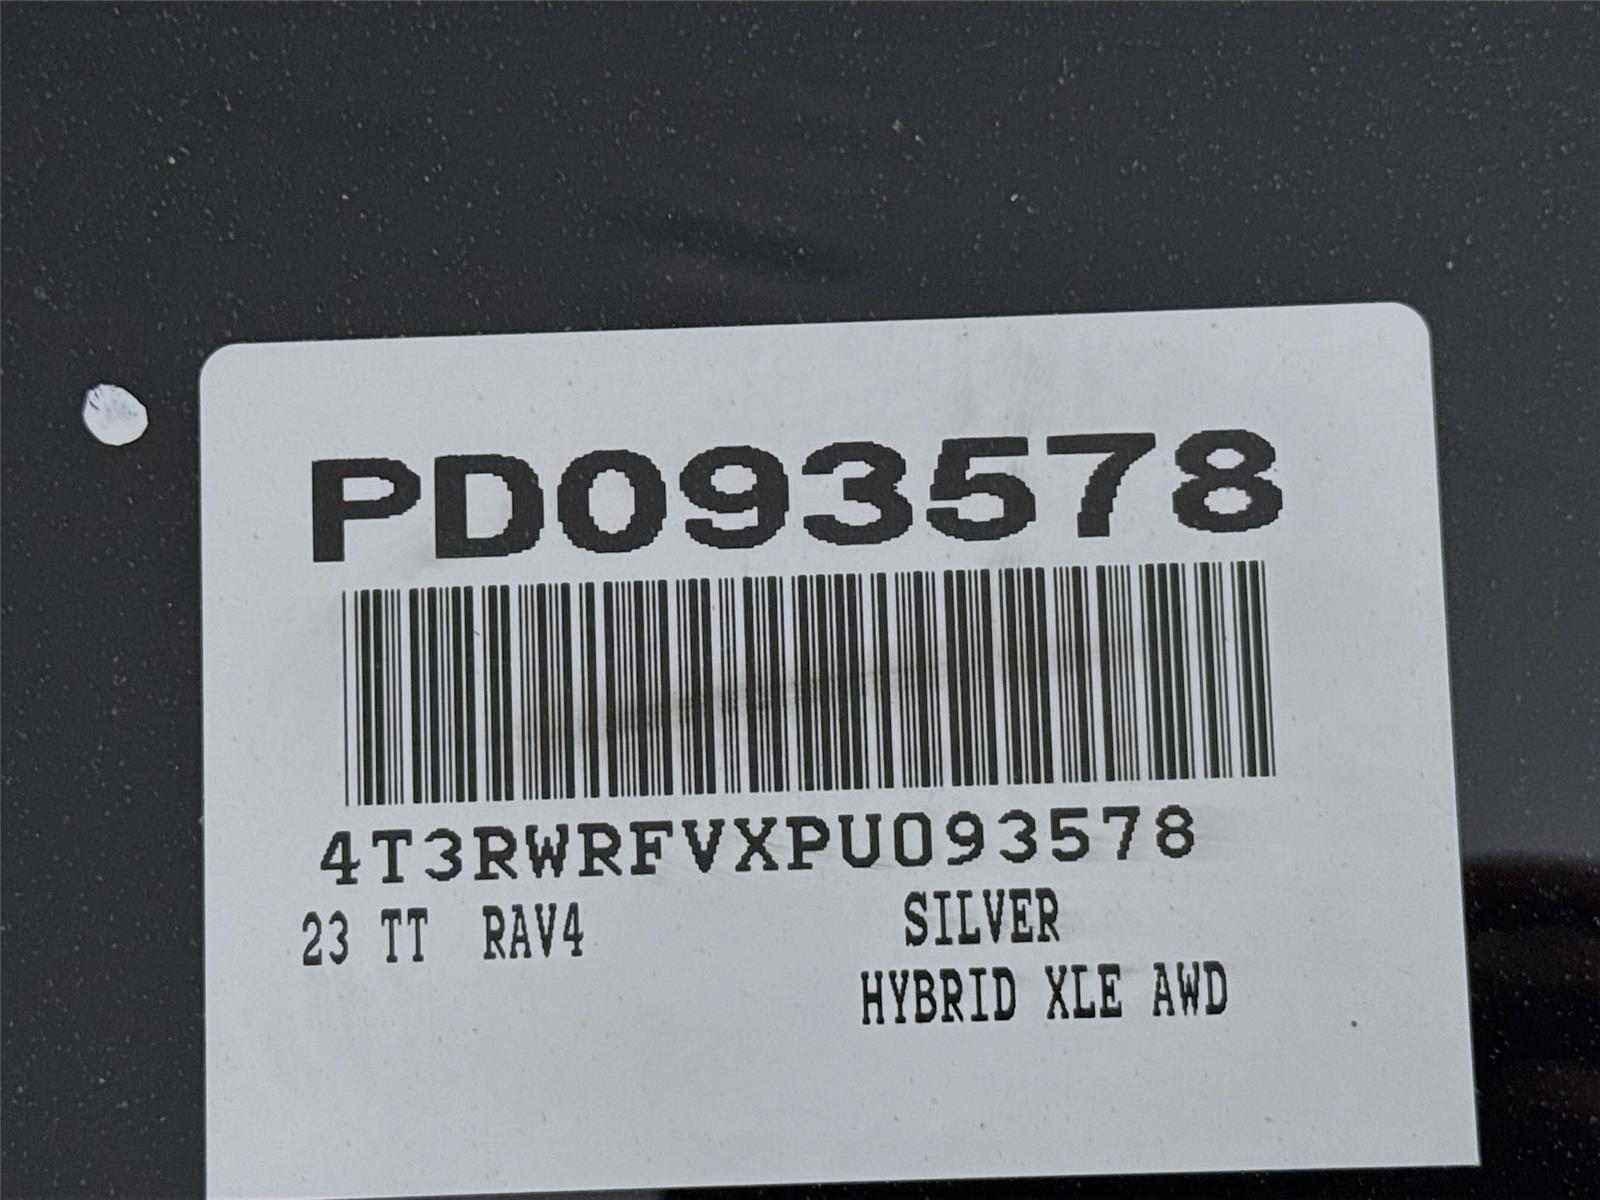 PD093578
4T3RWRFVXPU093578
23 TT RAV4 SILVER
HYBRID XLE AWD